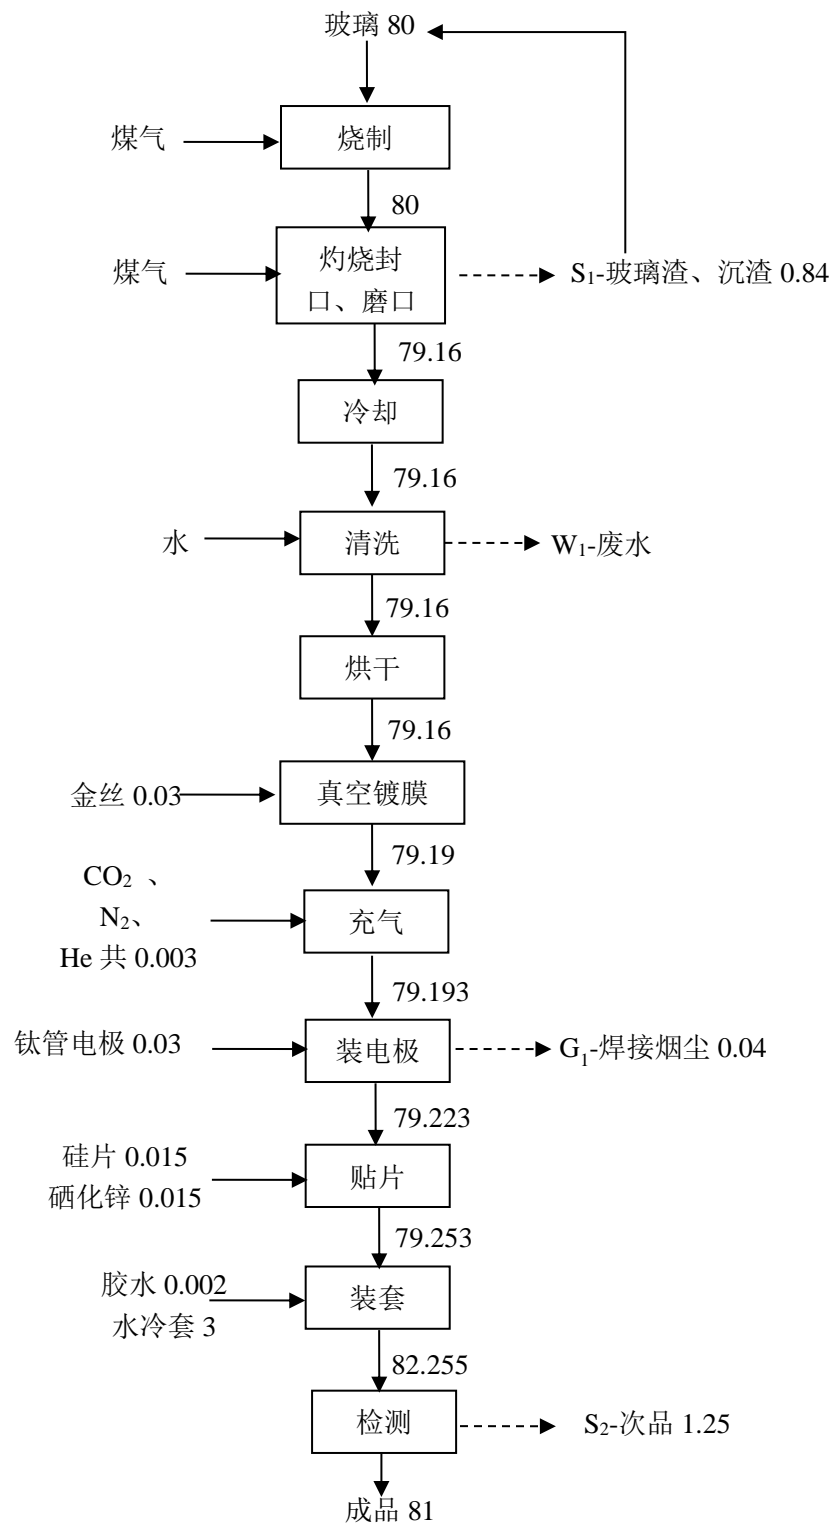 玻璃 80
煤气
烧制
80
煤气
灼烧封
口、磨口
S₁-玻璃渣、沉渣 0.84
79.16
冷却
79.16
水
清洗
W₁-废水
79.16
烘干
79.16
金丝 0.03
真空镀膜
79.19
CO₂ 、
N₂、
He 共 0.003
充气
79.193
钛管电极 0.03
装电极
G₁-焊接烟尘 0.04
79.223
硅片 0.015
硒化锌 0.015
贴片
79.253
胶水 0.002
水冷套 3
装套
82.255
检测
S₂-次品 1.25
成品 81